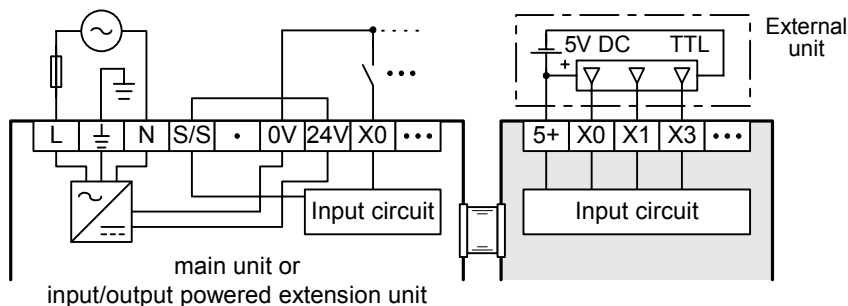 5V DC TTL
+
External
unit
L N S/S • 0V 24V X0 •••
5+ X0 X1 X3 •••
Input circuit
Input circuit
main unit or
input/output powered extension unit